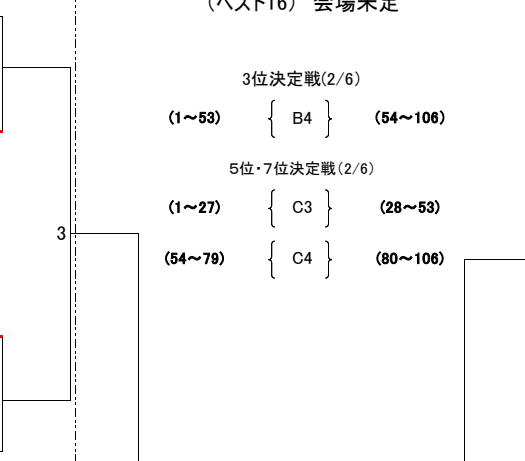 (ベスト16) 会場未定
3位決定戦(2/6)
(1～53) { B4 } (54～106)
5位・7位決定戦(2/6)
(1～27) { C3 } (28～53)
3
(54～79) { C4 } (80～106)